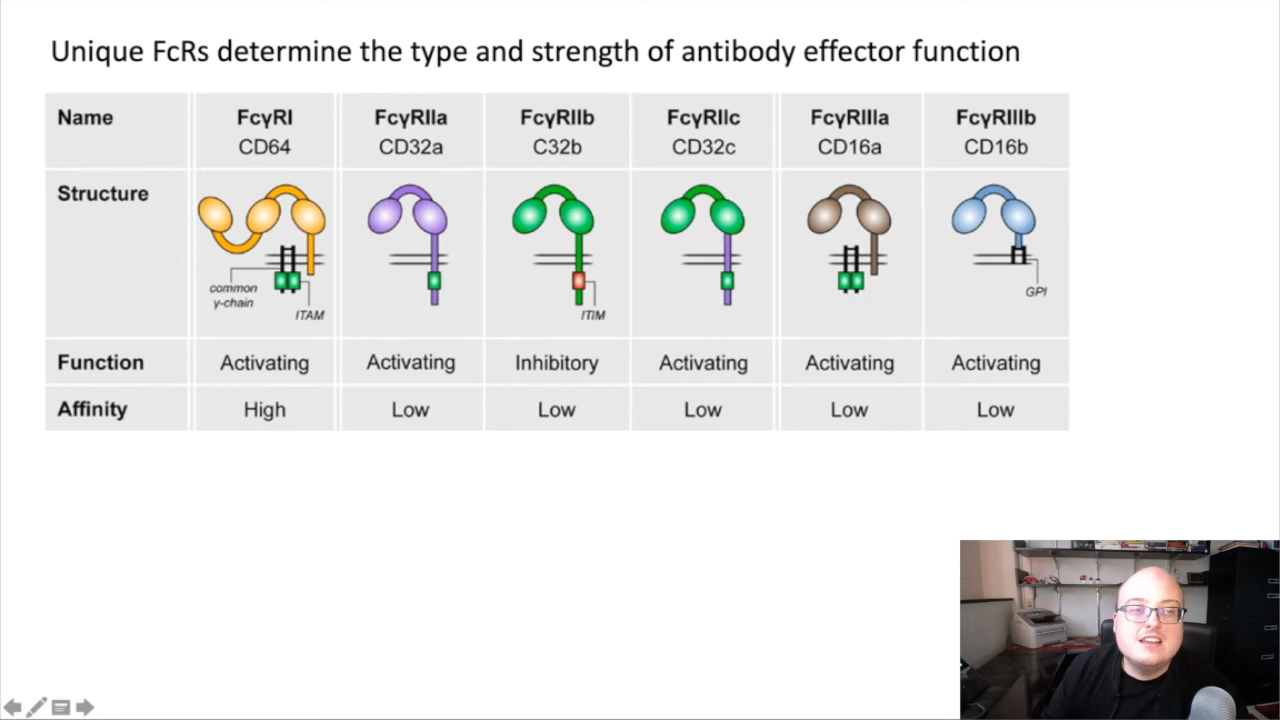 Unique FcRs determine the type and strength of antibody effector function
Name FcγRI FcγRIIa FcγRIIb FcγRIIc FcγRIIIa FcγRIIIb
CD64 CD32a C32b CD32c CD16a CD16b
Structure
common
γ-chain
ITAM
ITIM
GPI
Function Activating Activating Inhibitory Activating Activating Activating
Affinity High Low Low Low Low Low